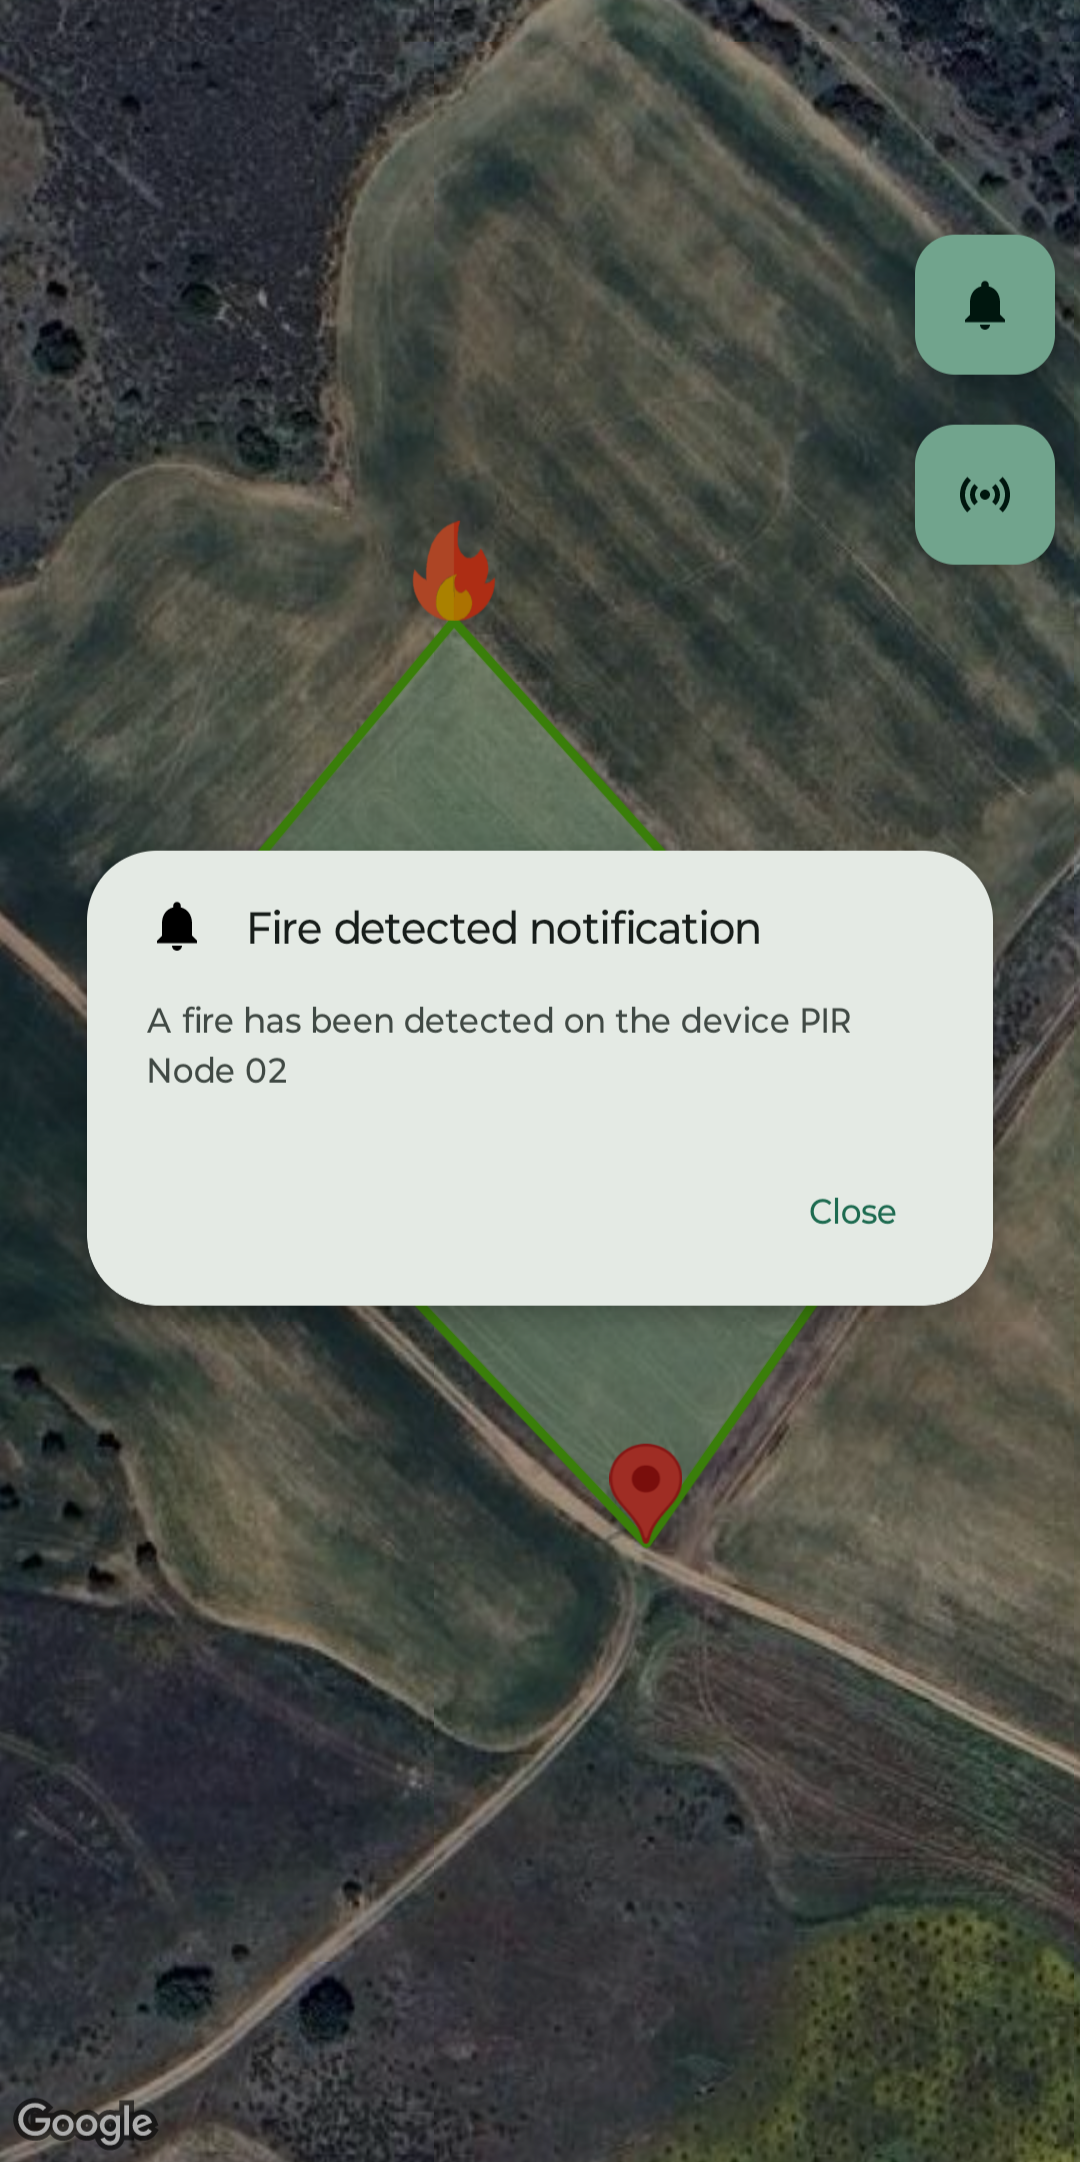 Fire detected notification
A fire has been detected on the device PIR
Node 02
Close
Google